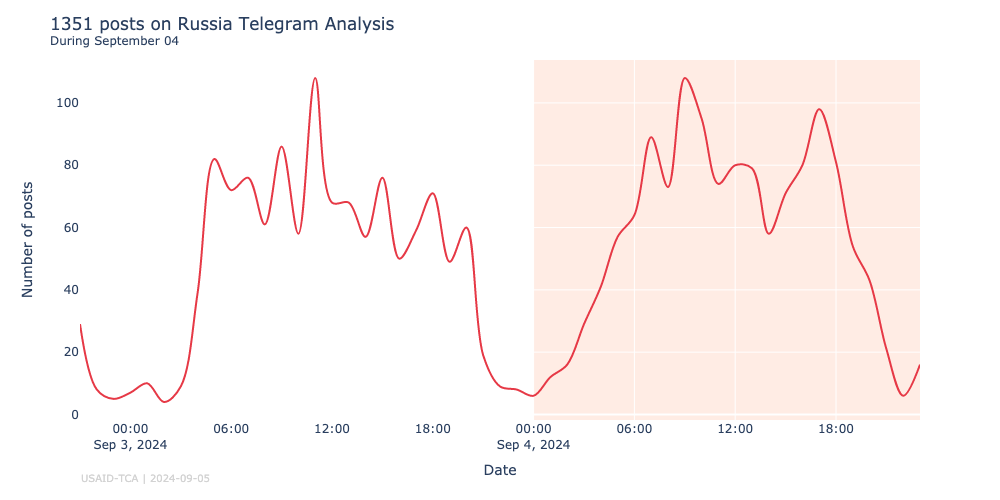 1351 posts on Russia Telegram Analysis
During September 04
Number of posts
100
80
60
40
20
0
00:00 06:00 12:00 18:00 00:00 06:00 12:00 18:00
Sep 3, 2024 Sep 4, 2024
Date
USAID-TCA | 2024-09-05